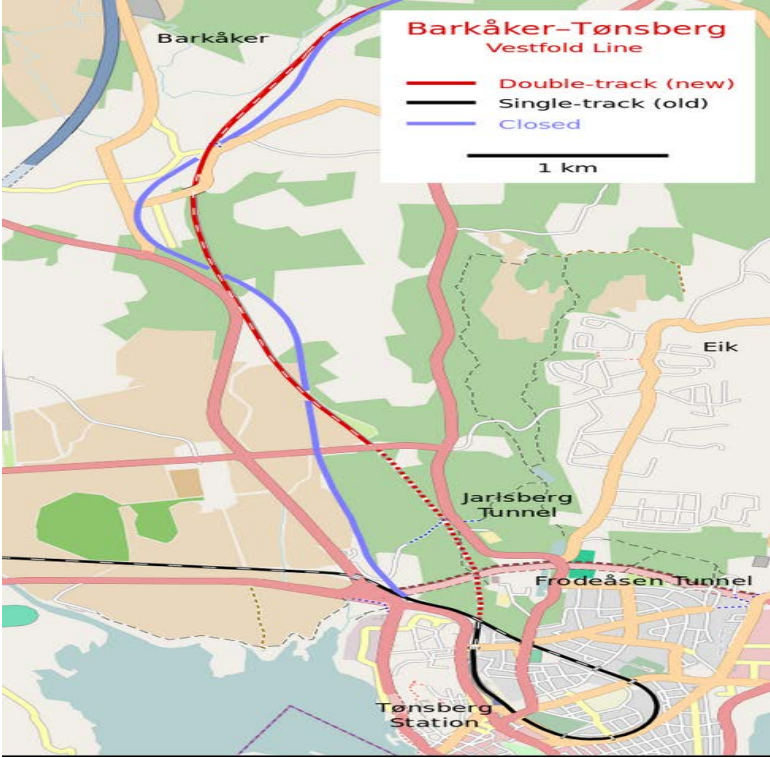 Barkåker–Tønsberg
Vestfold Line
Double-track (new)
Single-track (old)
Closed
1 km
Barkåker
Eik
Jarlsberg
Tunnel
Frodeåsen Tunnel
Tønsberg
Station